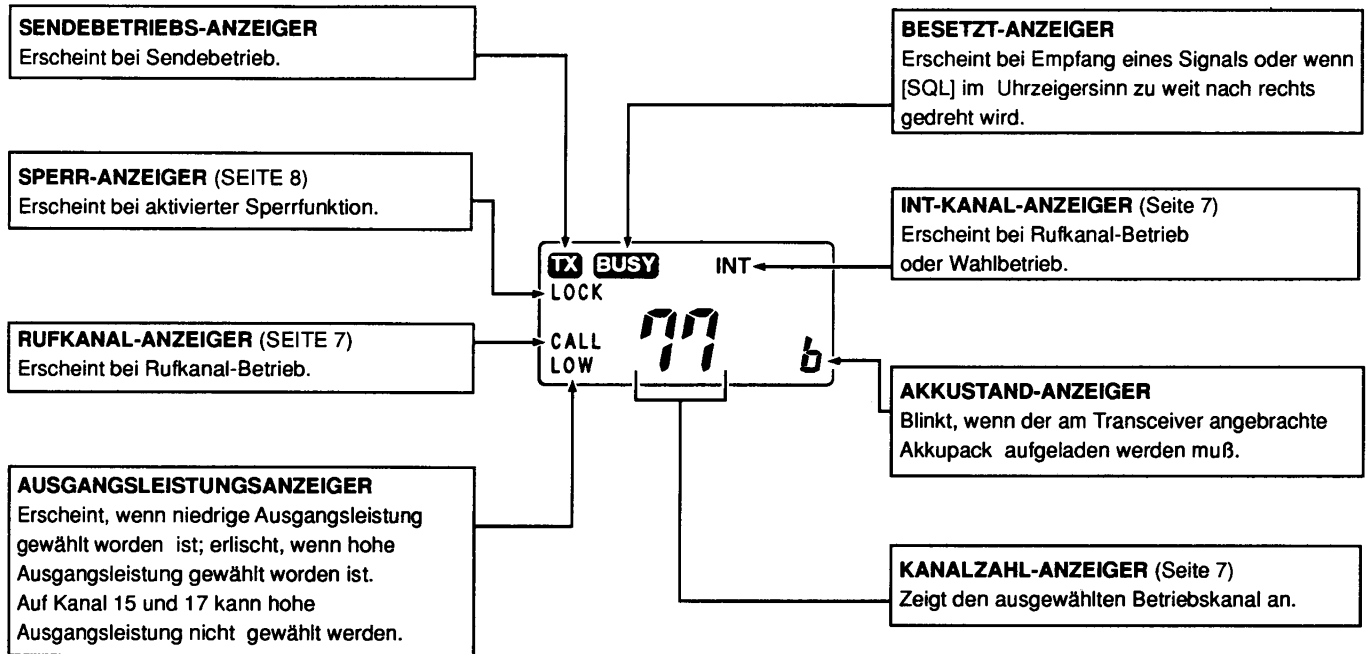 SENDEBETRIEBS-ANZEIGER
Erscheint bei Sendebetrieb.
SPERR-ANZEIGER (SEITE 8)
Erscheint bei aktivierter Sperrfunktion.
RUFKANAL-ANZEIGER (SEITE 7)
Erscheint bei Rufkanal-Betrieb.
AUSGANGSLEISTUNGSANZEIGER
Erscheint, wenn niedrige Ausgangsleistung
gewählt worden ist; erlischt, wenn hohe
Ausgangsleistung gewählt worden ist.
Auf Kanal 15 und 17 kann hohe
Ausgangsleistung nicht gewählt werden.
TX BUSY INT
LOCK
CALL 77
LOW b
BESETZT-ANZEIGER
Erscheint bei Empfang eines Signals oder wenn
[SQL] im Uhrzeigersinn zu weit nach rechts
gedreht wird.
INT-KANAL-ANZEIGER (Seite 7)
Erscheint bei Rufkanal-Betrieb
oder Wahlbetrieb.
AKKUSTAND-ANZEIGER
Blinkt, wenn der am Transceiver angebrachte
Akkupack aufgeladen werden muß.
KANALZAHL-ANZEIGER (Seite 7)
Zeigt den ausgewählten Betriebskanal an.